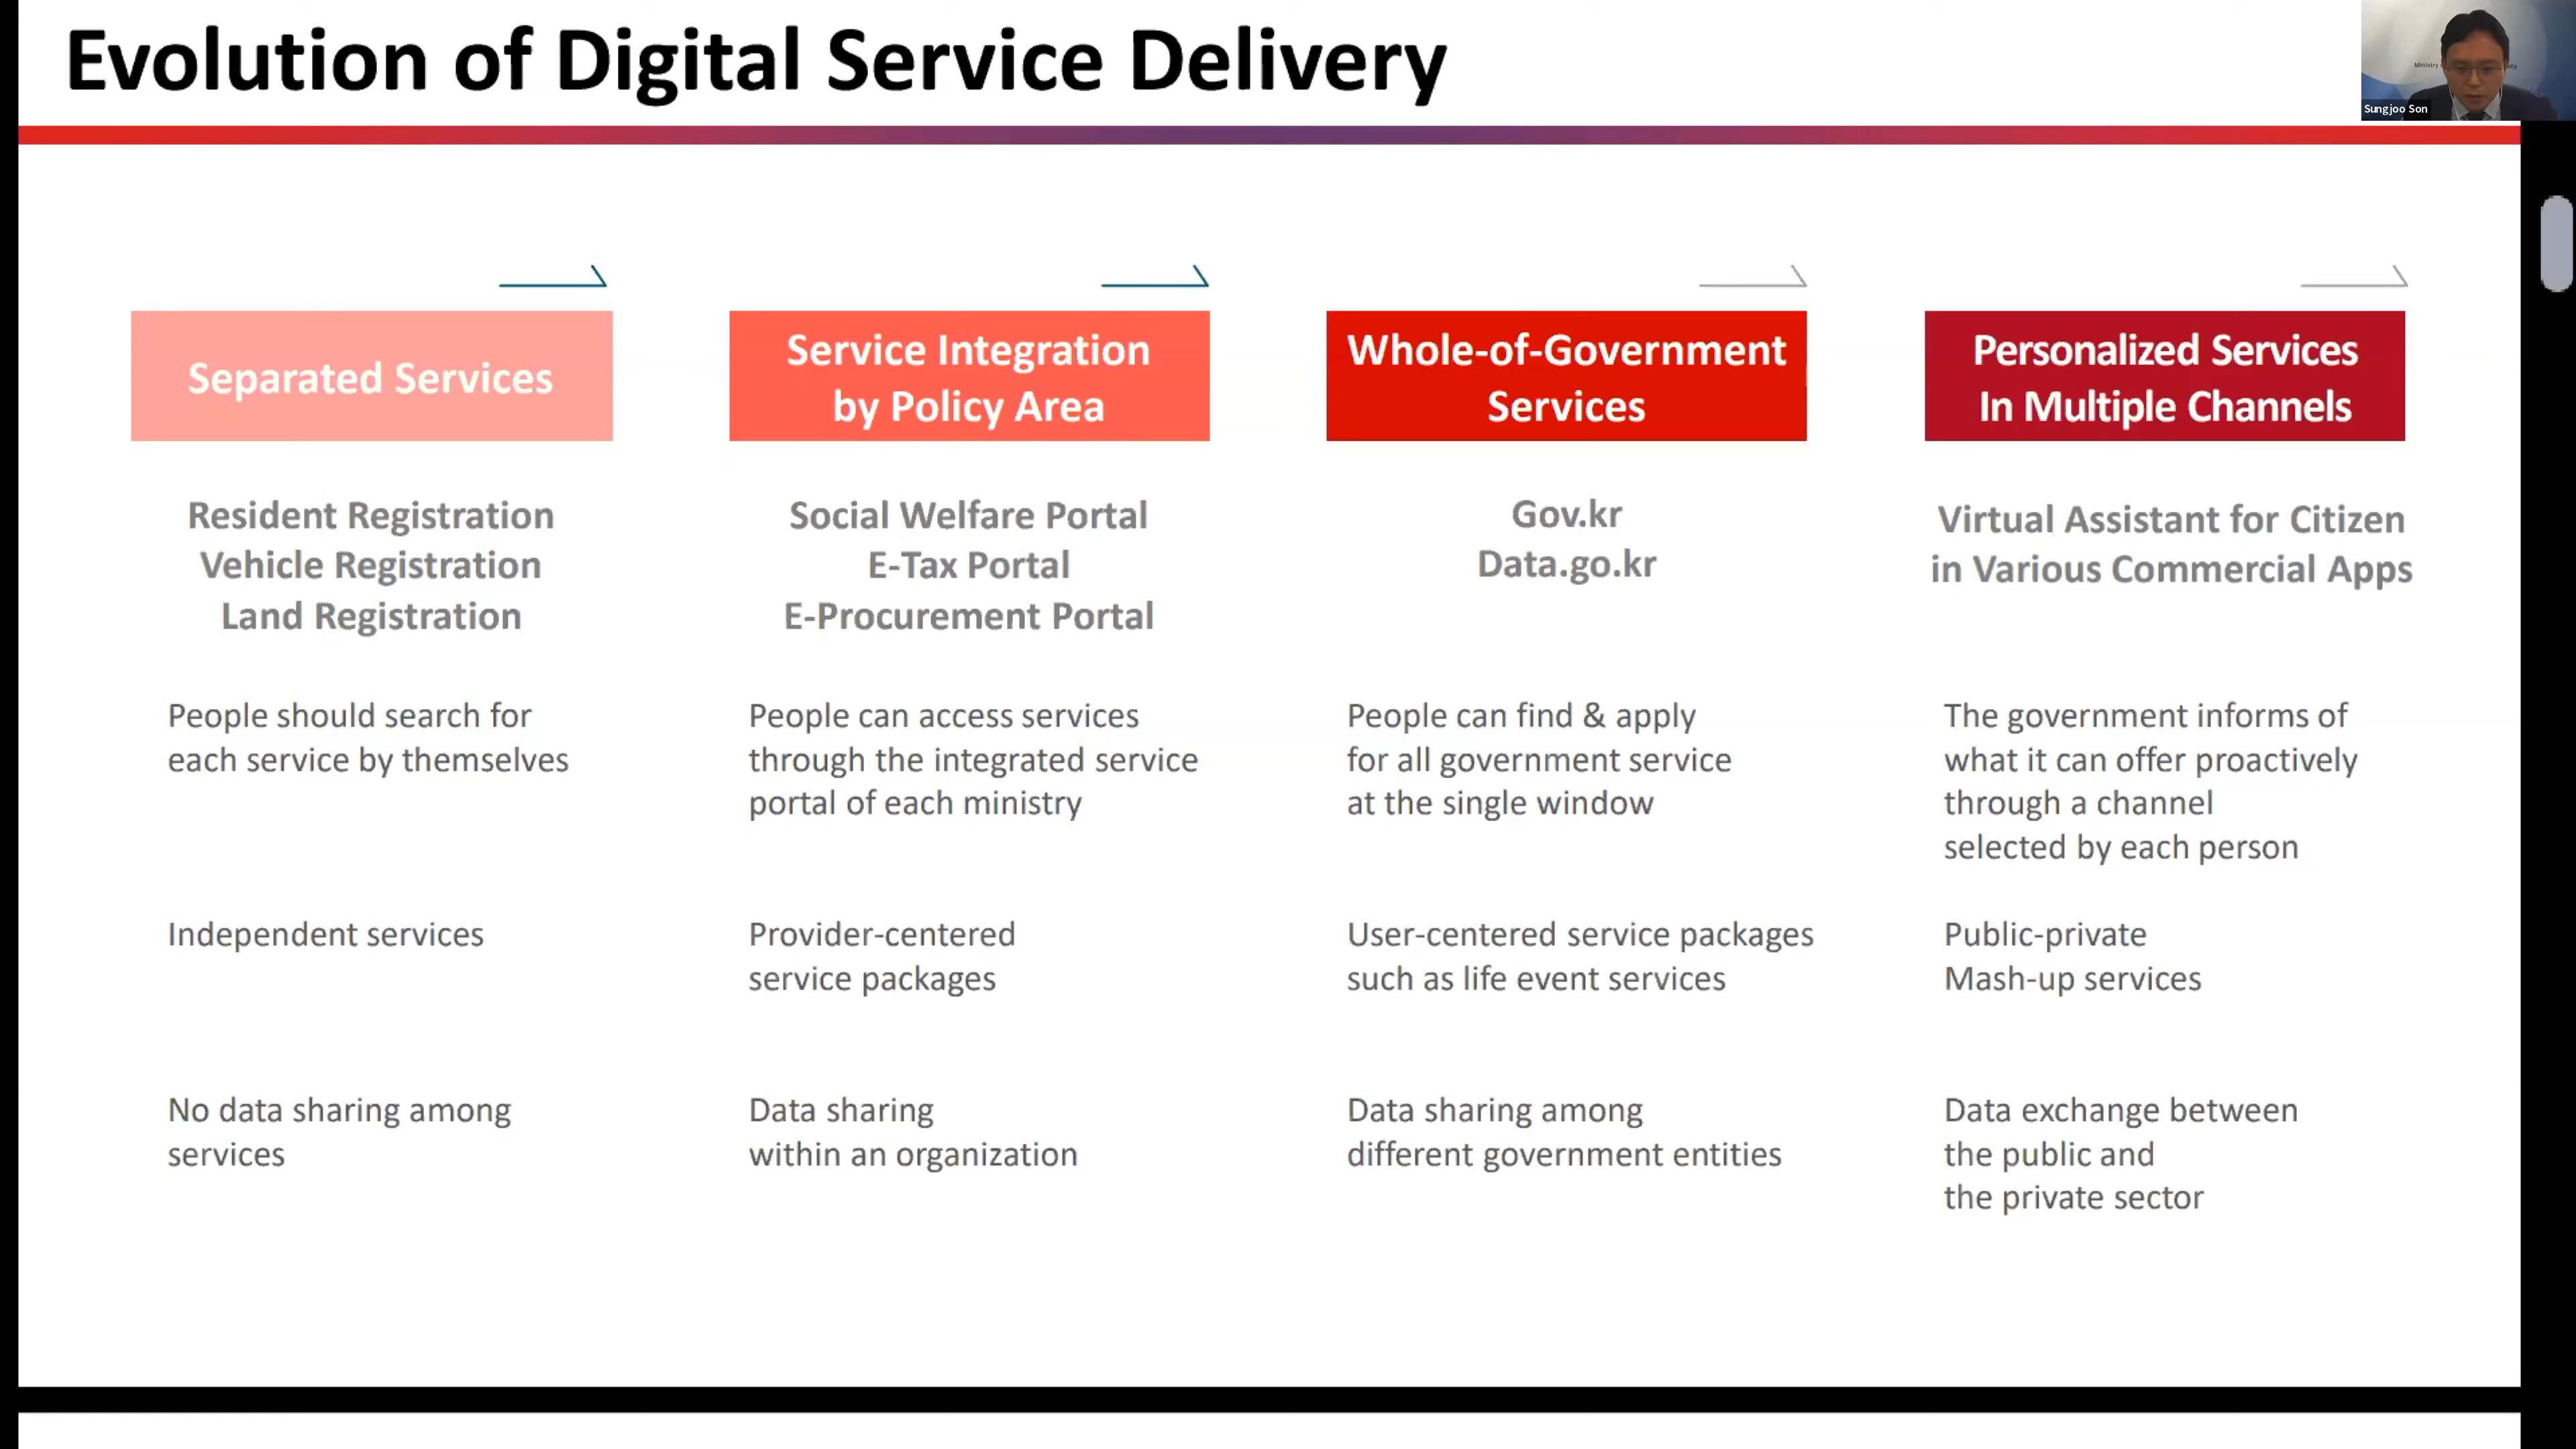 Evolution of Digital Service Delivery
Ministry
Sungjoo Son
Separated Services
Resident Registration
Vehicle Registration
Land Registration
People should search for
each service by themselves
Independent services
No data sharing among
services
Service Integration
by Policy Area
Social Welfare Portal
E-Tax Portal
E-Procurement Portal
People can access services
through the integrated service
portal of each ministry
Provider-centered
service packages
Data sharing
within an organization
Whole-of-Government
Services
Gov.kr
Data.go.kr
People can find & apply
for all government service
at the single window
User-centered service packages
such as life event services
Data sharing among
different government entities
Personalized Services
In Multiple Channels
Virtual Assistant for Citizen
in Various Commercial Apps
The government informs of
what it can offer proactively
through a channel
selected by each person
Public-private
Mash-up services
Data exchange between
the public and
the private sector